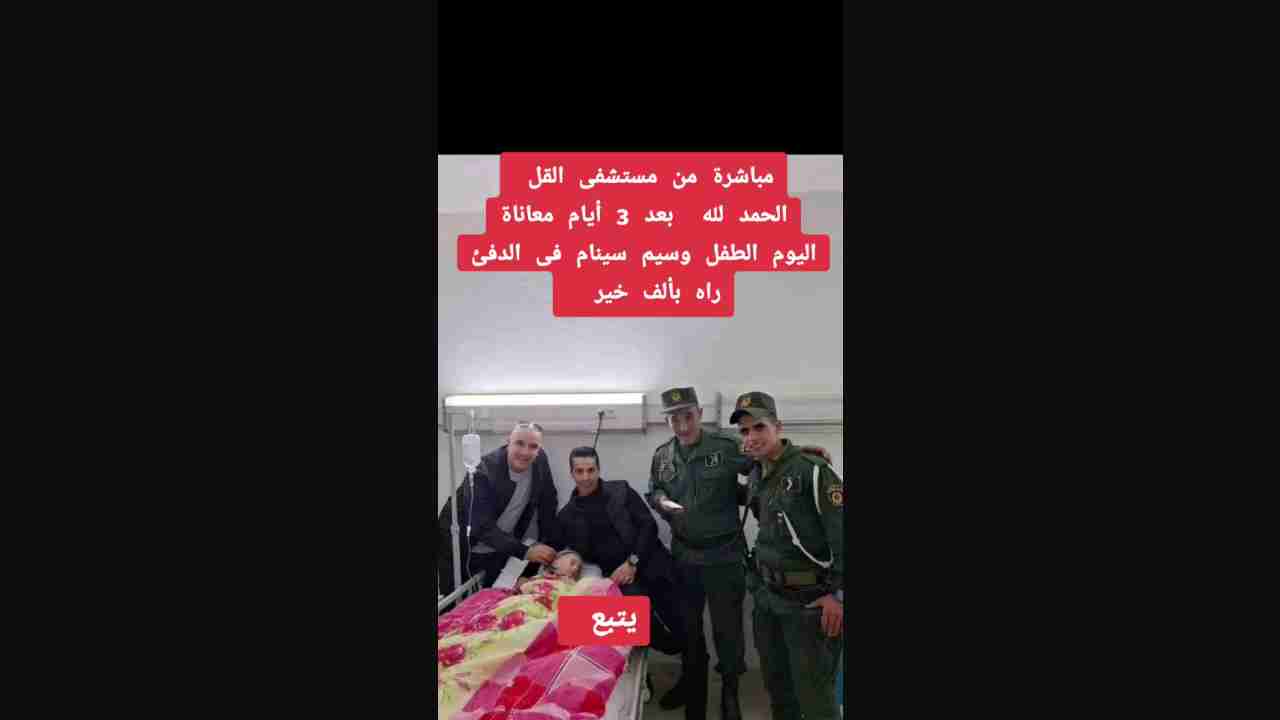 مباشرة من مستشفى القل
الحمد لله بعد 3 أيام معاناة
اليوم الطفل وسيم سينام فى الدفئ
راه بألف خير
يتبع